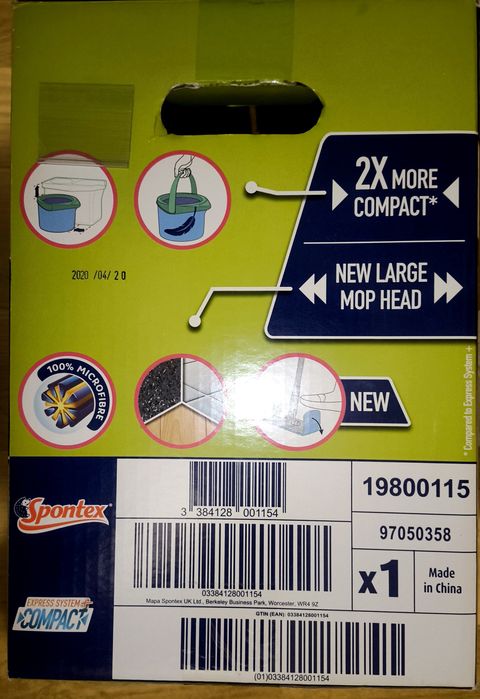 2X MORE
COMPACT*
NEW LARGE
MOP HEAD
2020 /04/ 20
100% MICROFIBRE
NEW
* Compared to Express System +
Spontex
EXPRESS SYSTEM+
COMPACT
3 384128 001154
03384128001154
Mapa Spontex UK Ltd., Berkeley Business Park, Worcester, WR4 9Z
GTIN (EAN): 03384128001154
(01)03384128001154
19800115
97050358
x1
Made
in China